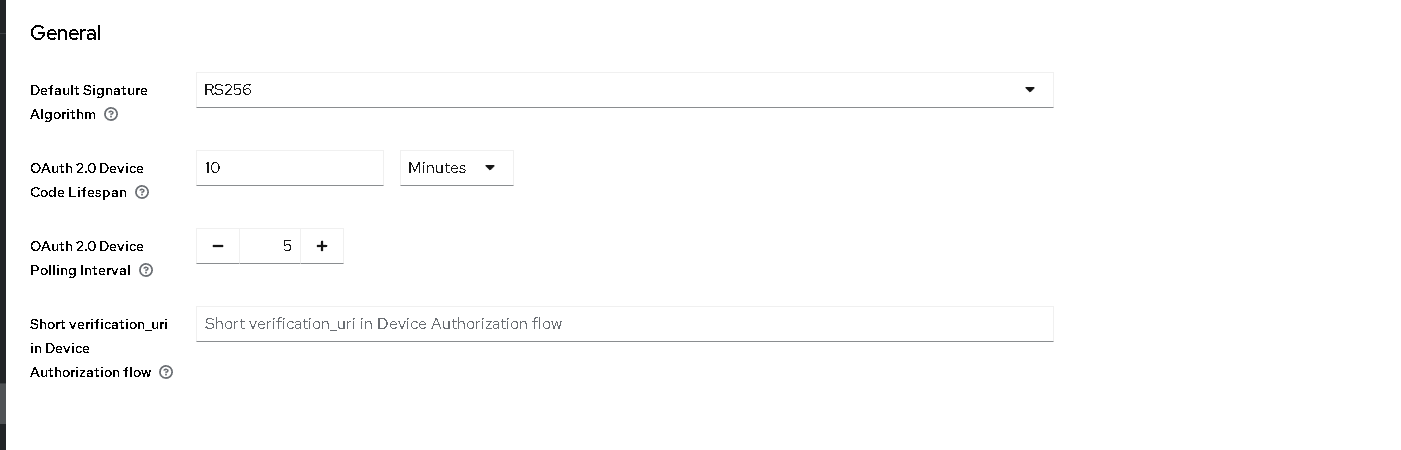 General
Default Signature
Algorithm
RS256
OAuth 2.0 Device
Code Lifespan
10
Minutes
OAuth 2.0 Device
Polling Interval
5
Short verification_uri
in Device
Authorization flow
Short verification_uri in Device Authorization flow